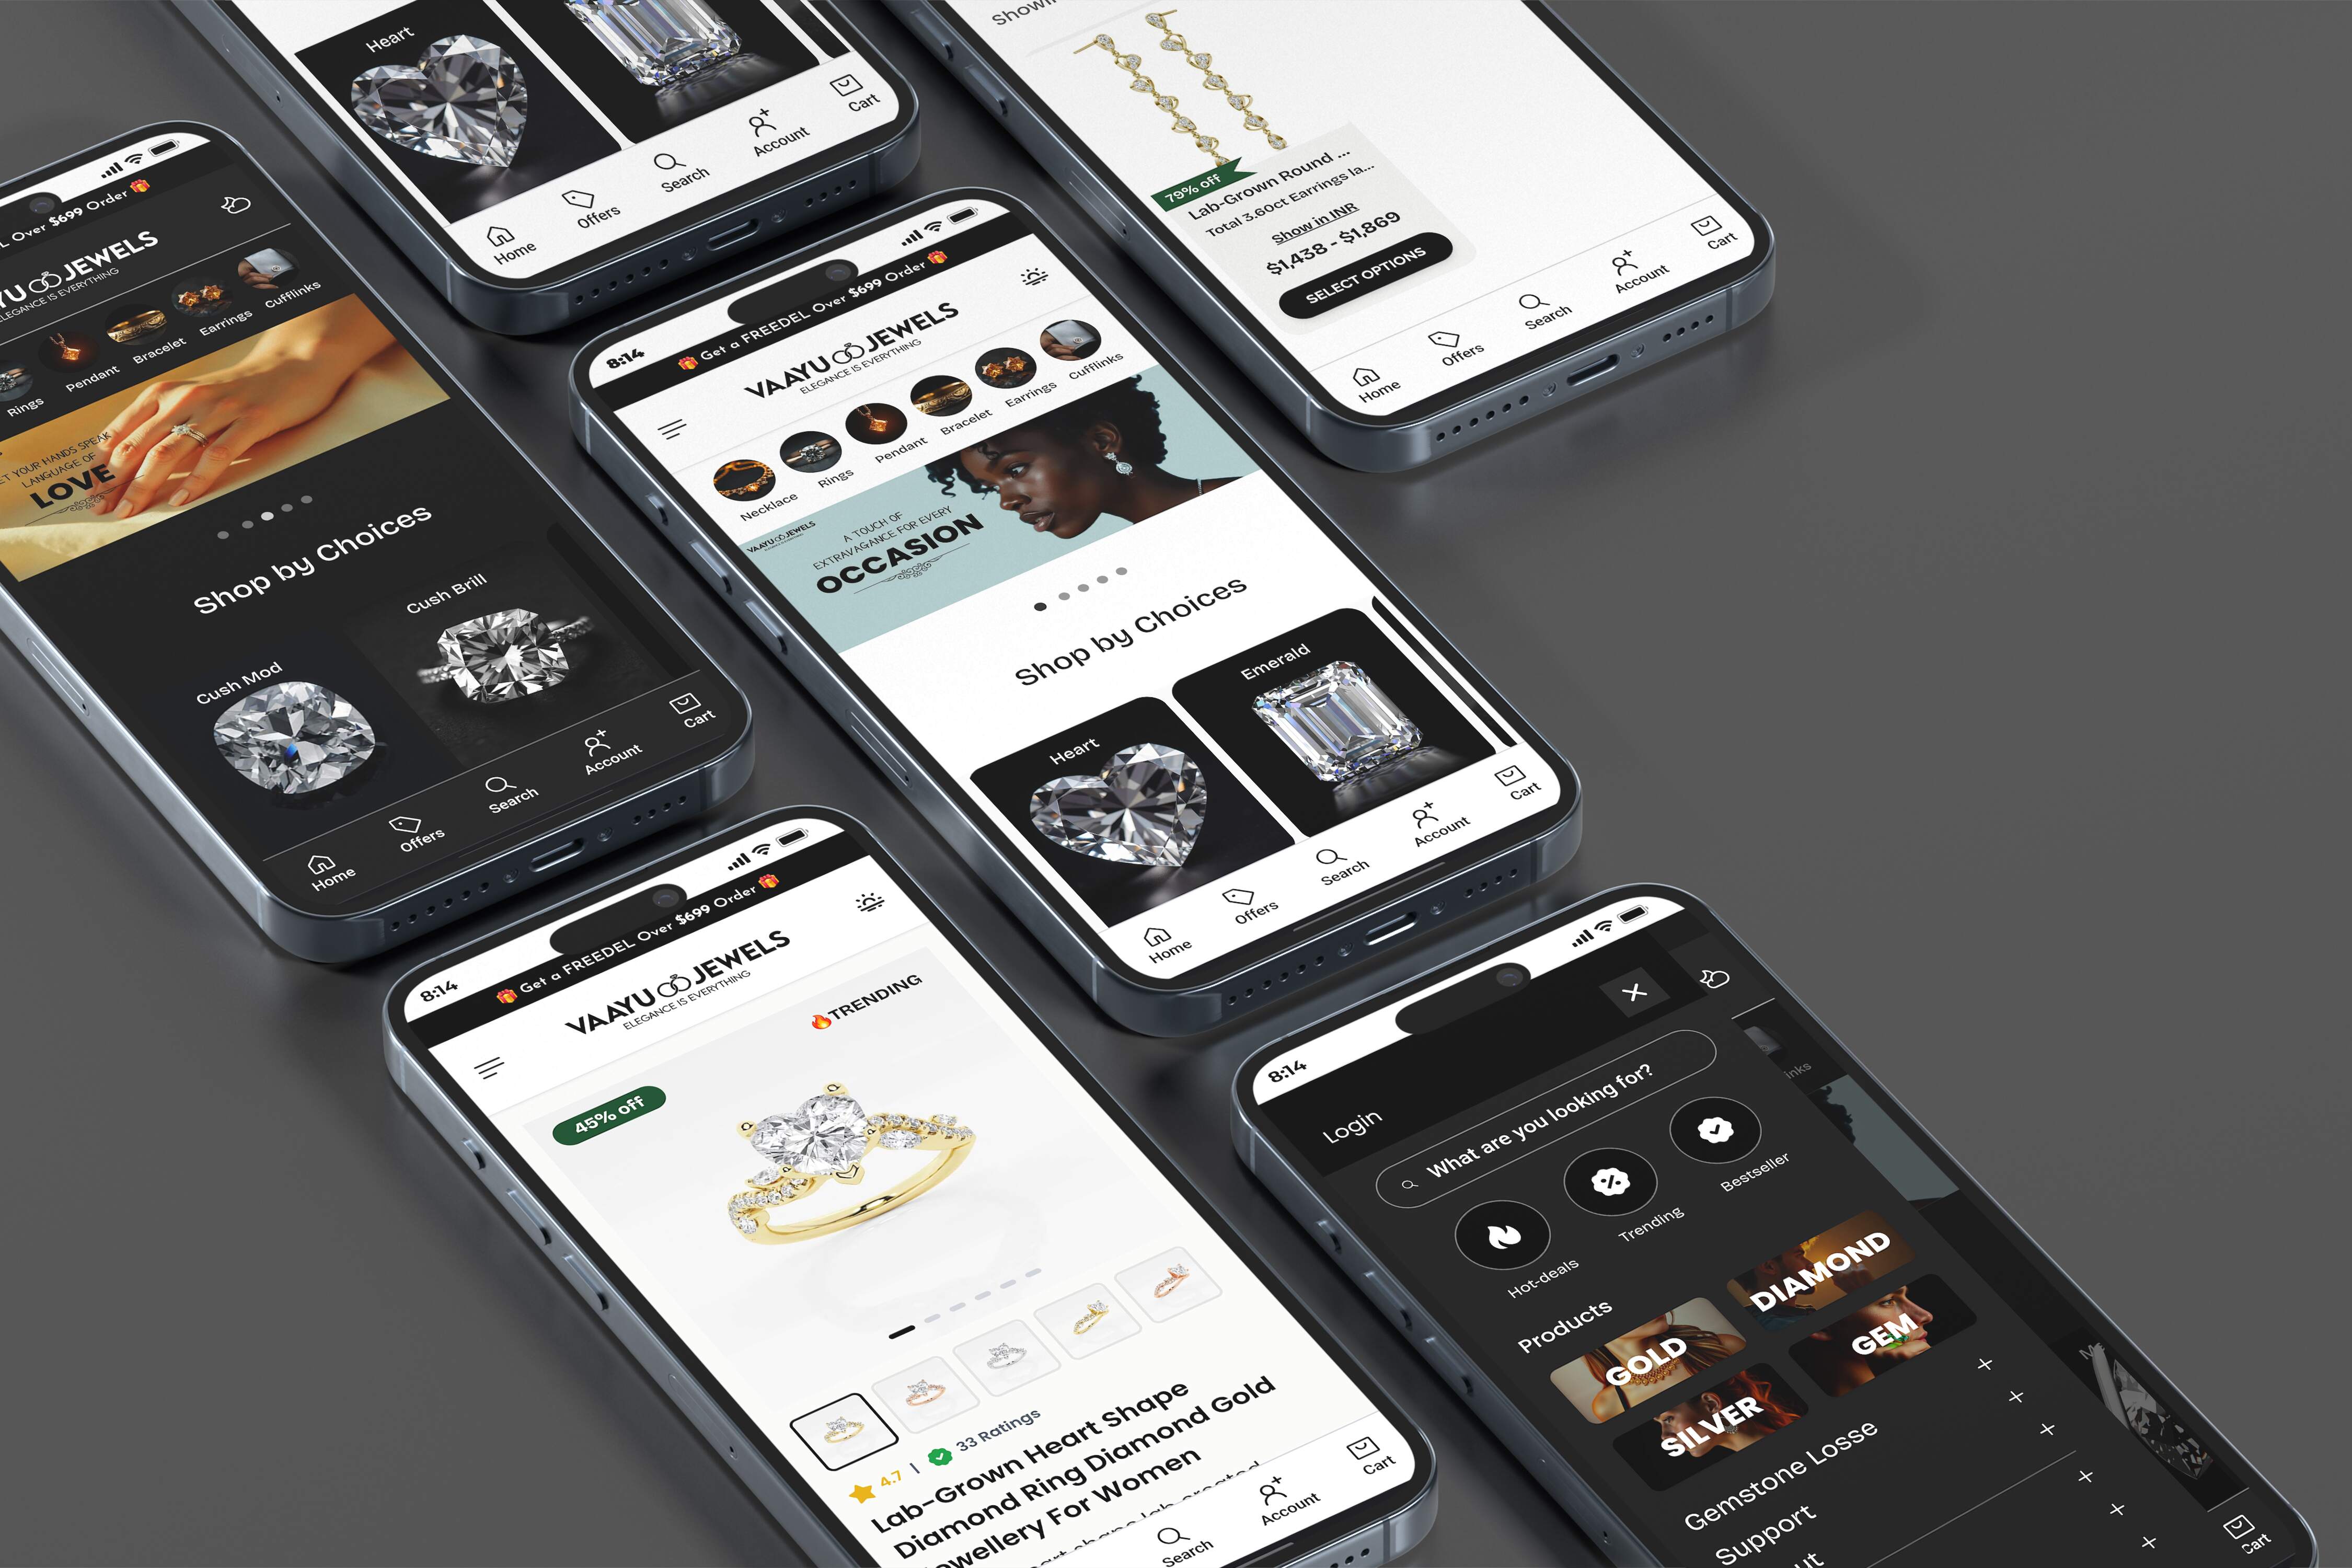 Heart
Home
Offers
Search
Account
Cart
79% off
Lab-Grown Round ...
Total 3.60ct Earrings la...
Show in INR
$1,438 - $1,869
SELECT OPTIONS
Home
Offers
Search
Account
Cart
Over $699 Order 🎁
JEWELS
ELEGANCE IS EVERYTHING
Rings
Pendant
Bracelet
Earrings
Cufflinks
YOUR HANDS SPEAK
LANGUAGE OF
LOVE
Shop by Choices
Cush Mod
Cush Brill
Home
Offers
Search
Account
Cart
8:14
🎁 Get a FREEDEL Over $699 Order 🎁
VAAYU JEWELS
ELEGANCE IS EVERYTHING
Necklace
Rings
Pendant
Bracelet
Earrings
Cufflinks
VAAYU JEWELS
A TOUCH OF
EXTRAVAGANCE FOR EVERY
OCCASION
Shop by Choices
Heart
Emerald
Home
Offers
Search
Account
Cart
8:14
🎁 Get a FREEDEL Over $699 Order 🎁
VAAYU JEWELS
ELEGANCE IS EVERYTHING
🔥TRENDING
45% off
4.7 | 33 Ratings
Lab-Grown Heart Shape
Diamond Ring Diamond Gold
Jewellery For Women
Search
Account
Cart
8:14
Login
What are you looking for?
Hot-deals
Trending
Bestseller
Products
GOLD
DIAMOND
SILVER
GEM
Gemstone Losse
Support
Cart